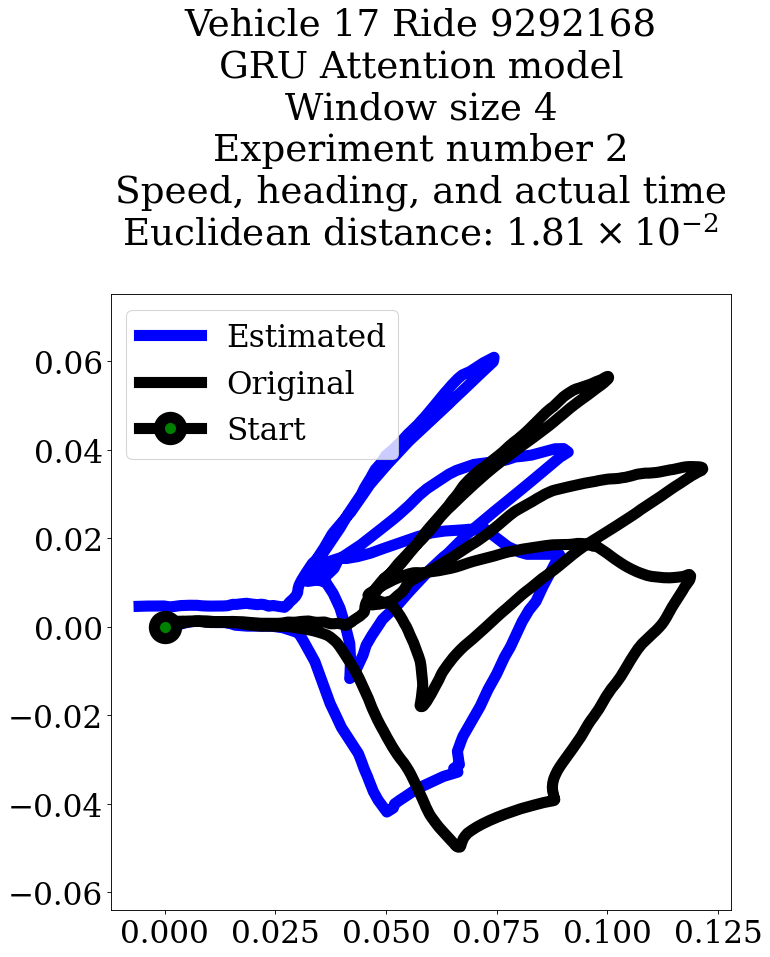 Vehicle 17 Ride 9292168
GRU Attention model
Window size 4
Experiment number 2
Speed, heading, and actual time
Euclidean distance: 1.81 × 10⁻²
Estimated
Original
Start
0.06
0.04
0.02
0.00
−0.02
−0.04
−0.06
0.000 0.025 0.050 0.075 0.100 0.125